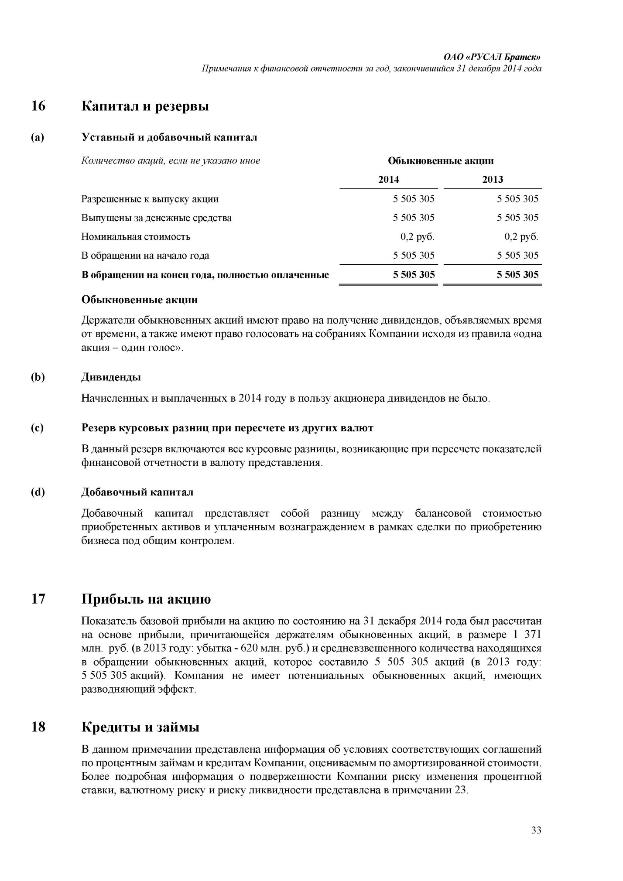 ОАО «РУСАЛ Братск»
Примечания к финансовой отчетности за год, закончившийся 31 декабря 2014 года
16 Капитал и резервы
(a) Уставный и добавочный капитал
Количество акций, если не указано иное Обыкновенные акции
2014 2013
Разрешенные к выпуску акции 5 505 305 5 505 305
Выпущены за денежные средства 5 505 305 5 505 305
Номинальная стоимость 0,2 руб. 0,2 руб.
В обращении на начало года 5 505 305 5 505 305
В обращении на конец года, полностью оплаченные 5 505 305 5 505 305
Обыкновенные акции
Держатели обыкновенных акций имеют право на получение дивидендов, объявляемых время
от времени, а также имеют право голосовать на собраниях Компании исходя из правила «одна
акция – один голос».
(b) Дивиденды
Начисленных и выплаченных в 2014 году в пользу акционера дивидендов не было.
(c) Резерв курсовых разниц при пересчете из других валют
В данный резерв включаются все курсовые разницы, возникающие при пересчете показателей
финансовой отчетности в валюту представления.
(d) Добавочный капитал
Добавочный капитал представляет собой разницу между балансовой стоимостью
приобретенных активов и уплаченным вознаграждением в рамках сделки по приобретению
бизнеса под общим контролем.
17 Прибыль на акцию
Показатель базовой прибыли на акцию по состоянию на 31 декабря 2014 года был рассчитан
на основе прибыли, причитающейся держателям обыкновенных акций, в размере 1 371
млн. руб. (в 2013 году: убытка - 620 млн. руб.) и средневзвешенного количества находящихся
в обращении обыкновенных акций, которое составило 5 505 305 акций (в 2013 году:
5 505 305 акций). Компания не имеет потенциальных обыкновенных акций, имеющих
разводняющий эффект.
18 Кредиты и займы
В данном примечании представлена информация об условиях соответствующих соглашений
по процентным займам и кредитам Компании, оцениваемым по амортизированной стоимости.
Более подробная информация о подверженности Компании риску изменения процентной
ставки, валютному риску и риску ликвидности представлена в примечании 23.
33